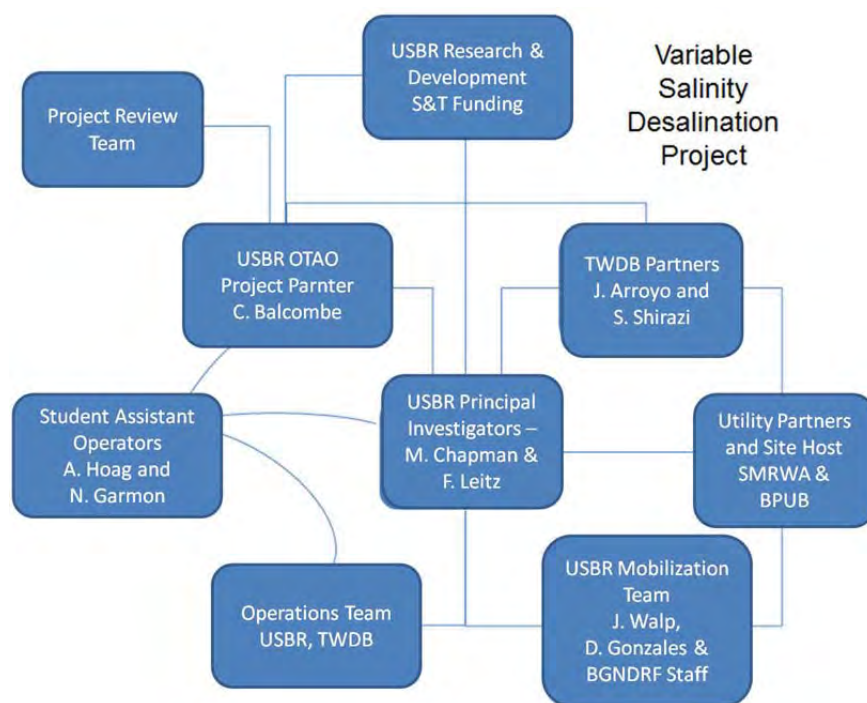 USBR Research &
Development
S&T Funding
Variable
Salinity
Desalination
Project
Project Review
Team
USBR OTAO
Project Parnter
C. Balcombe
TWDB Partners
J. Arroyo and
S. Shirazi
Student Assistant
Operators
A. Hoag and
N. Garmon
USBR Principal
Investigators –
M. Chapman &
F. Leitz
Utility Partners
and Site Host
SMRWA &
BPUB
Operations Team
USBR, TWDB
USBR Mobilization
Team
J. Walp,
D. Gonzales &
BGNDRF Staff